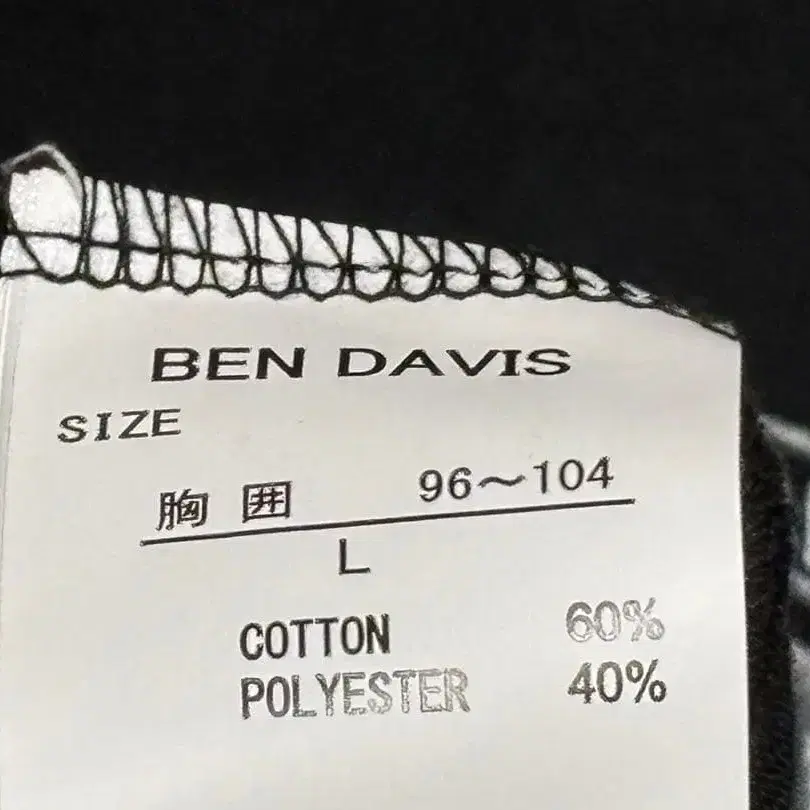 BEN DAVIS
SIZE
胸囲 96～104
L
COTTON 60%
POLYESTER 40%